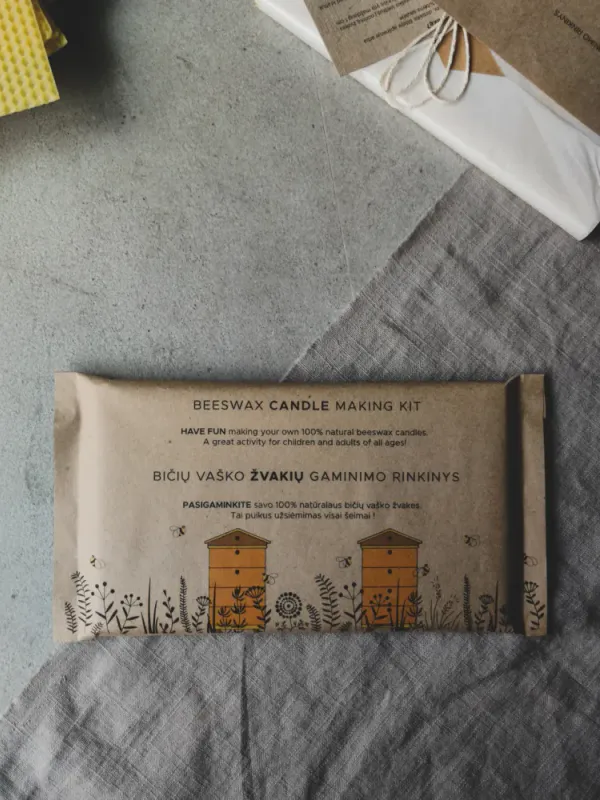 BEESWAX CANDLE MAKING KIT
HAVE FUN making your own 100% natural beeswax candles.
A great activity for children and adults of all ages!
BIČIŲ VAŠKO ŽVAKIŲ GAMINIMO RINKINYS
PASIGAMINKITE savo 100% natūralaus bičių vaško žvakes.
Tai puikus užsiėmimas visai šeimai !